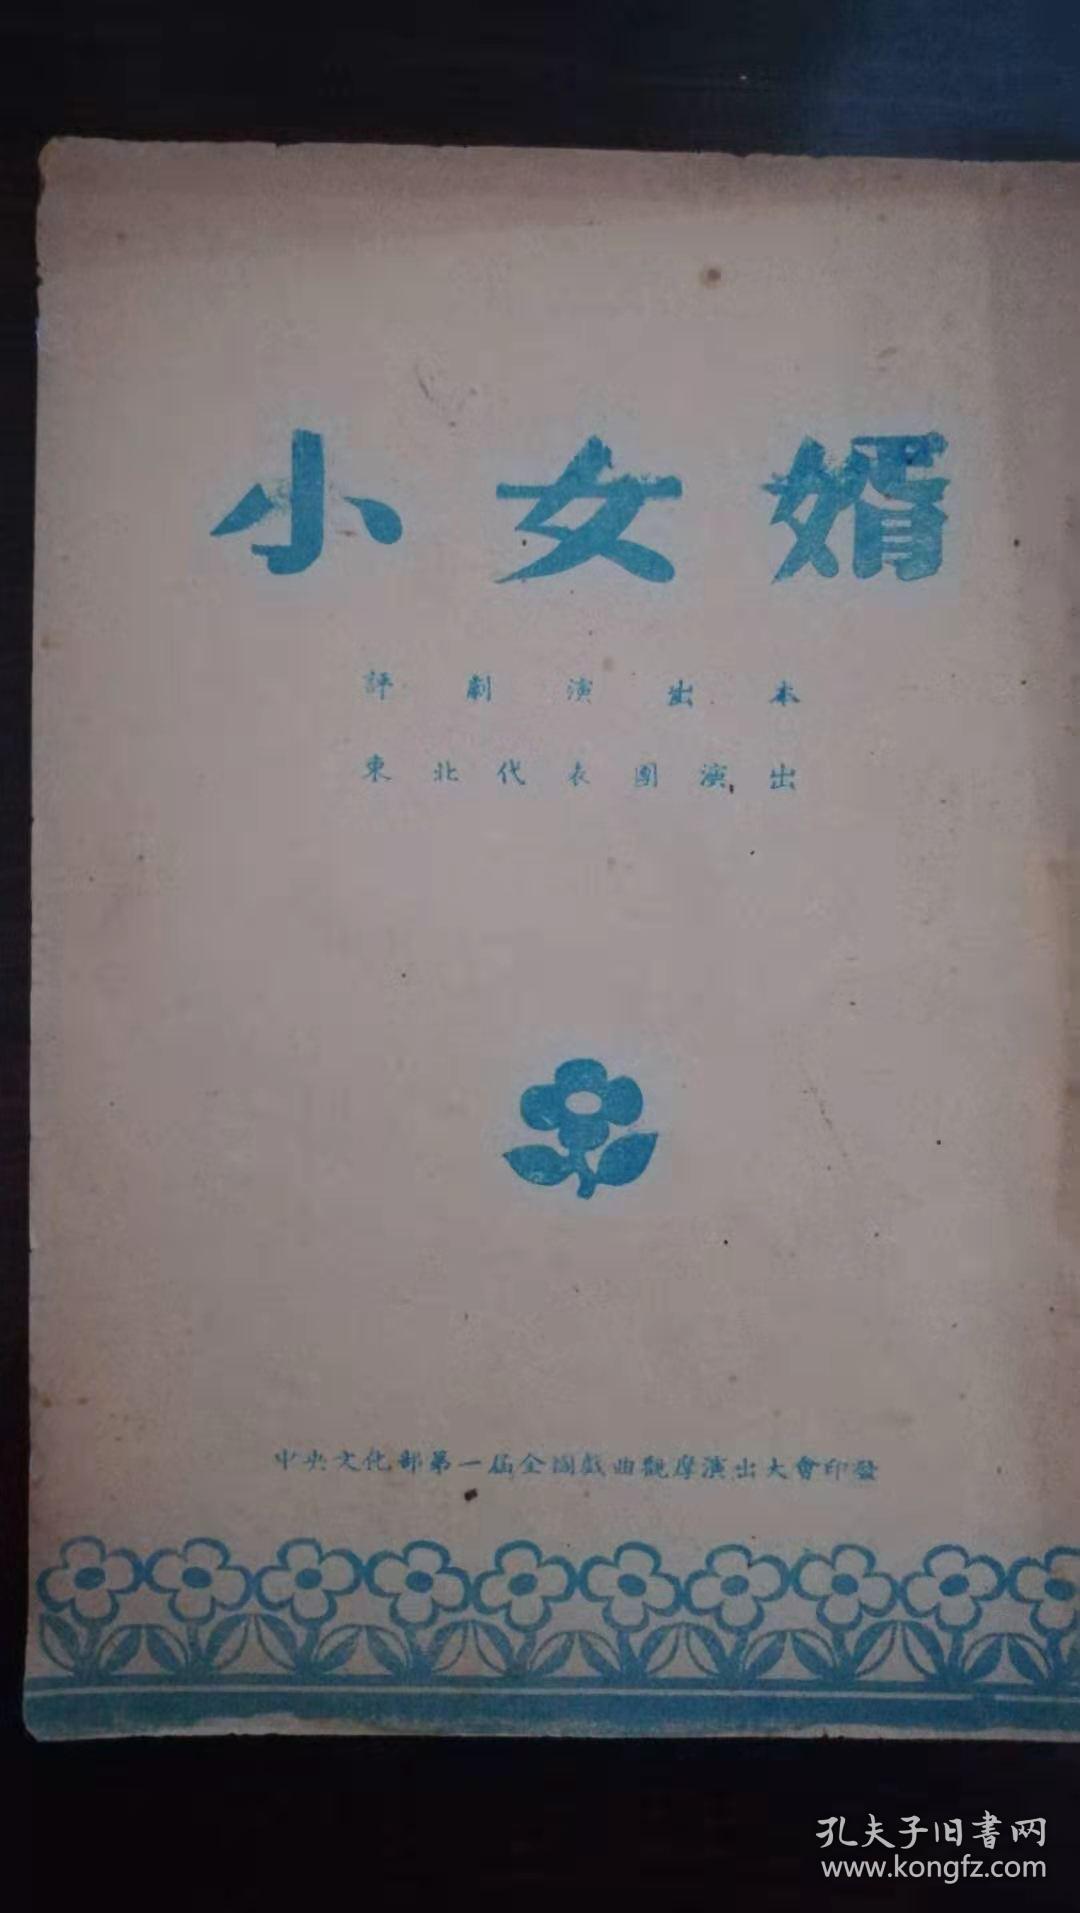 小女婿
評劇演出本
東北代表團演出
中央文化部第一屆全國戲曲觀摩演出大會印發
孔夫子旧書网
www.kongfz.com